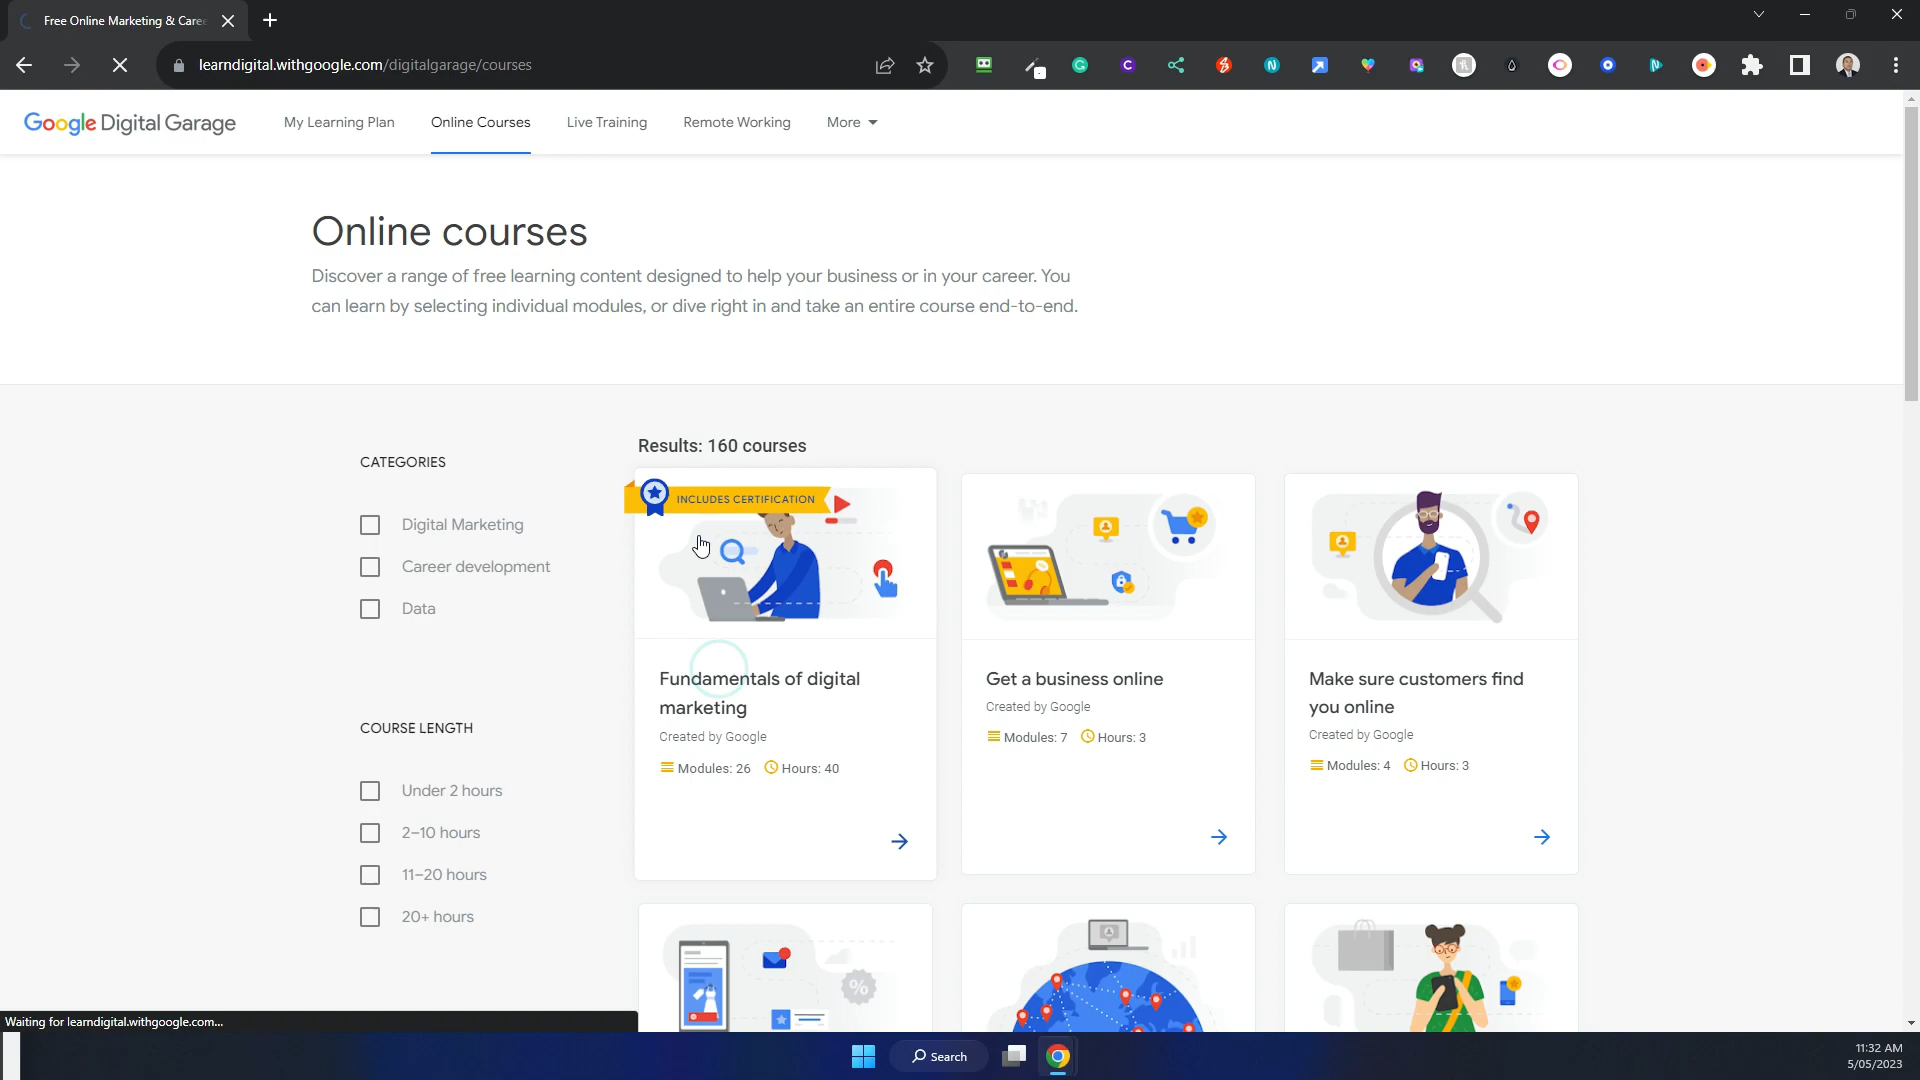 Free Online Marketing & Care
learndigital.withgoogle.com/digitalgarage/courses
Google Digital Garage
My Learning Plan
Online Courses
Live Training
Remote Working
More
Online courses
Discover a range of free learning content designed to help your business or in your career. You
can learn by selecting individual modules, or dive right in and take an entire course end-to-end.
CATEGORIES
Digital Marketing
Career development
Data
COURSE LENGTH
Under 2 hours
2–10 hours
11–20 hours
20+ hours
Results: 160 courses
INCLUDES CERTIFICATION
Fundamentals of digital
marketing
Created by Google
Modules: 26 Hours: 40
Get a business online
Created by Google
Modules: 7 Hours: 3
Make sure customers find
you online
Created by Google
Modules: 4 Hours: 3
%
Waiting for learndigital.withgoogle.com...
Search
11:32 AM
5/05/2023